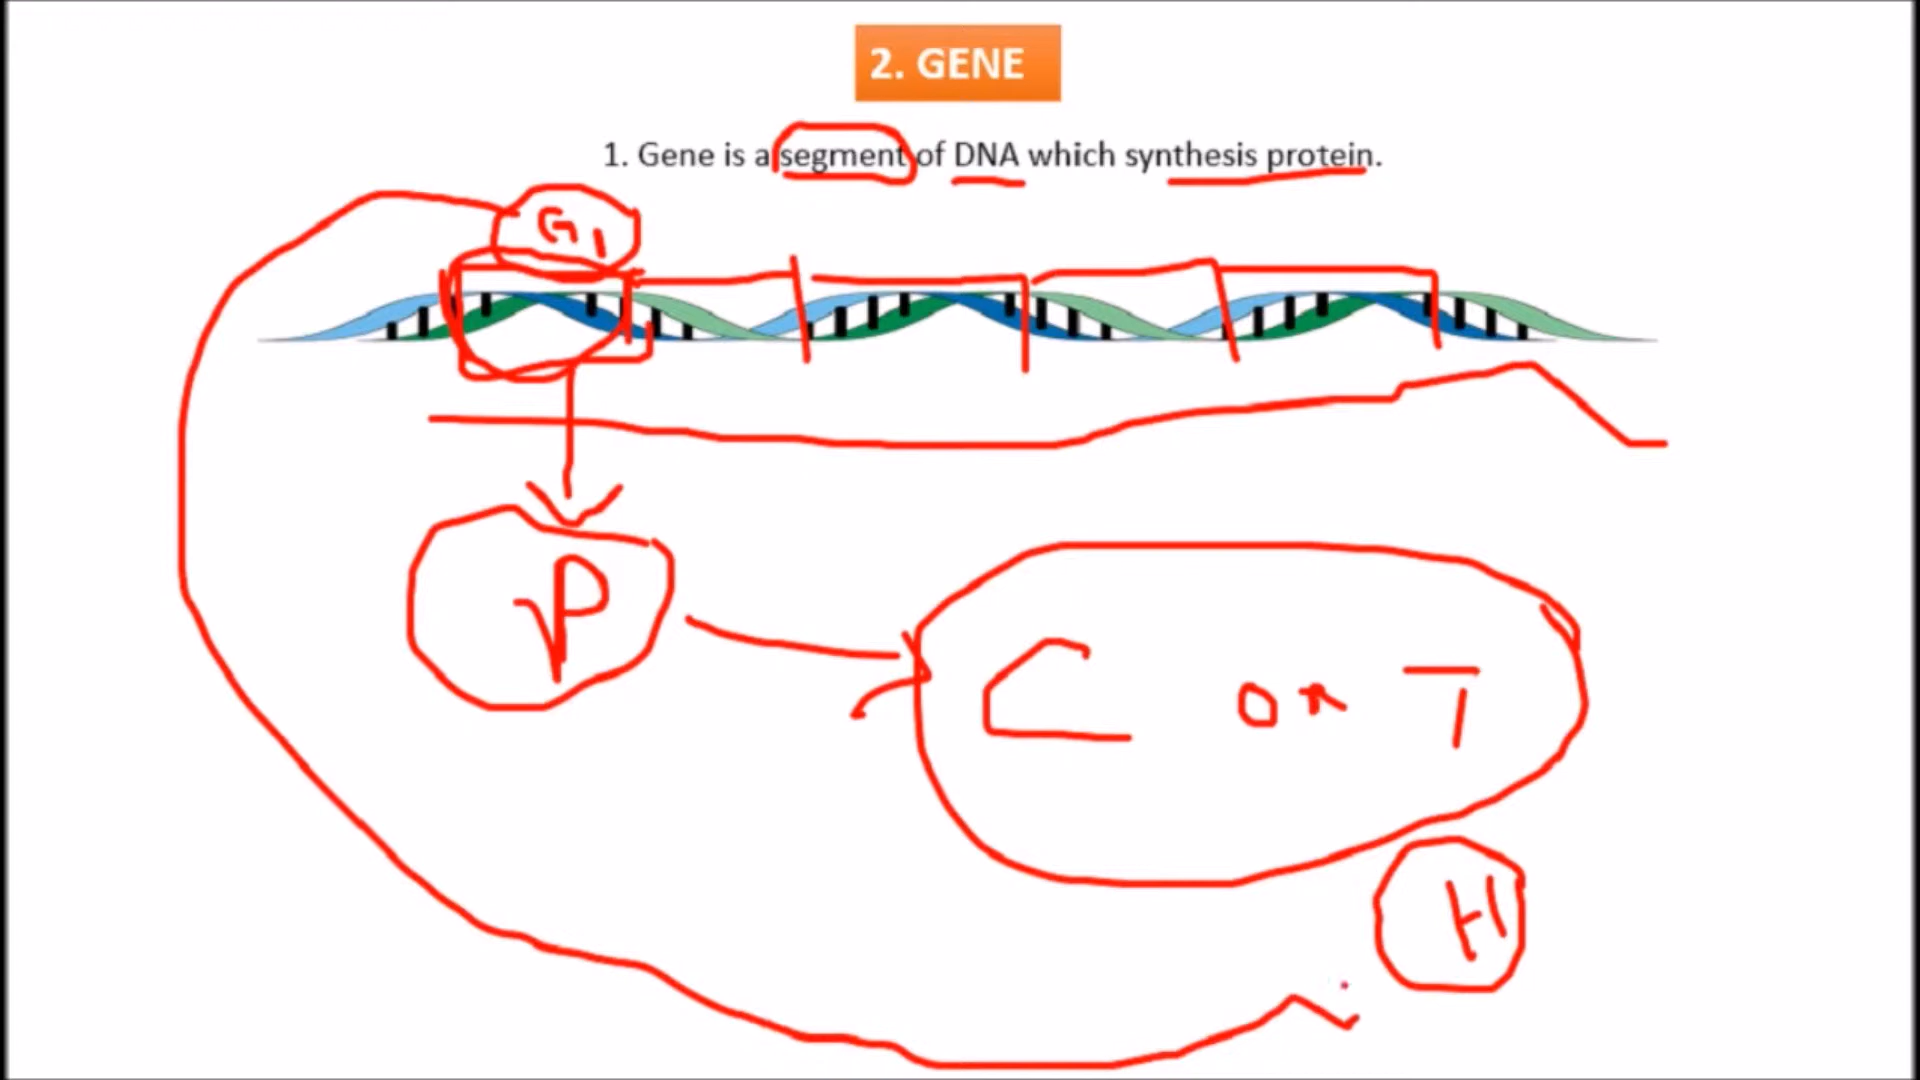 2. GENE
1. Gene is a segment of DNA which synthesis protein.
G1
P
C or T
H